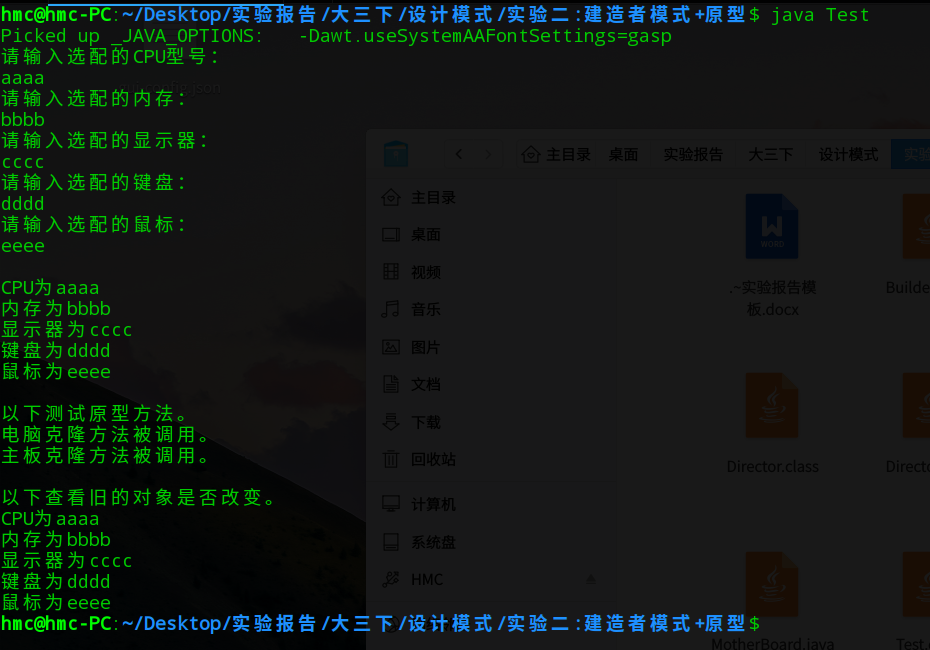 hmc@hmc-PC:~/Desktop/实验报告/大三下/设计模式/实验二:建造者模式+原型$ java Test
Picked up _JAVA_OPTIONS:   -Dawt.useSystemAAFontSettings=gasp
请输入选配的CPU型号：
aaaa
请输入选配的内存：
bbbb
请输入选配的显示器：
cccc
请输入选配的键盘：
dddd
请输入选配的鼠标：
eeee
CPU为aaaa
内存为bbbb
显示器为cccc
键盘为dddd
鼠标为eeee
以下测试原型方法。
电脑克隆方法被调用。
主板克隆方法被调用。
以下查看旧的对象是否改变。
CPU为aaaa
内存为bbbb
显示器为cccc
键盘为dddd
鼠标为eeee
hmc@hmc-PC:~/Desktop/实验报告/大三下/设计模式/实验二:建造者模式+原型$
主目录 桌面 实验报告 大三下 设计模式 实验
主目录
桌面
视频
音乐
图片
文档
下载
回收站
计算机
系统盘
HMC
W
WORD
.~实验报告模
板.docx
Builde
Director.class
Direct
MotherBoard.java
Test